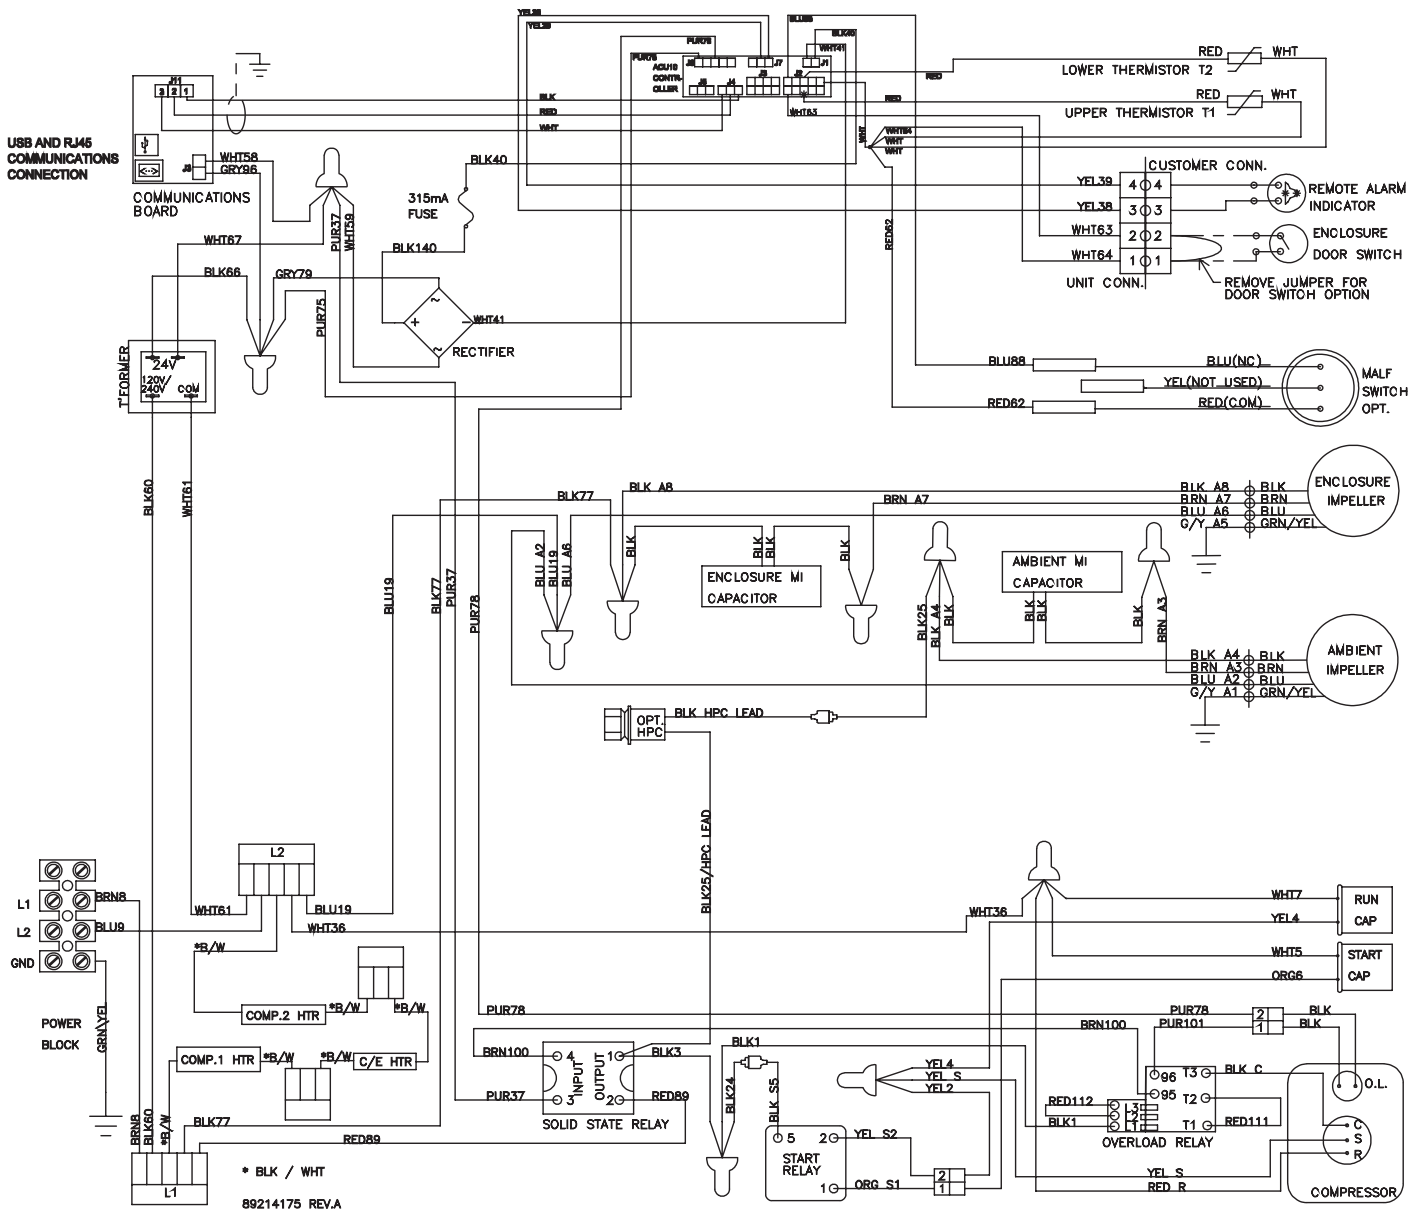 YEL38
YEL39
BLU88
BLK40
PUR78
WHT41
PUR75
J6
J7
J1
ACU10
CONTR-
OLLER
J3
J2
J5
J4
RED
RED WHT
LOWER THERMISTOR T2
RED WHT
UPPER THERMISTOR T1
RED
WHT63
WHT
WHT64
WHT
WHT
J11
3 2 1
BLK
RED
WHT
USB AND RJ45
COMMUNICATIONS
CONNECTION
J3
WHT58
GRY96
COMMUNICATIONS
BOARD
BLK40
315mA
FUSE
BLK140
PUR37
WHT59
WHT67
BLK66
GRY79
PUR75
RED62
CUSTOMER CONN.
YEL39 4 4
YEL38 3 3
WHT63 2 2
WHT64 1 1
UNIT CONN.
REMOTE ALARM
INDICATOR
ENCLOSURE
DOOR SWITCH
REMOVE JUMPER FOR
DOOR SWITCH OPTION
+ ~ - ~
WHT41
RECTIFIER
T'FORMER
24V
120V/
240V COM
BLU88 BLU(NC)
YEL(NOT USED)
RED62 RED(COM)
MALF
SWITCH
OPT.
BLK60
WHT61
BLU19
BLK77
PUR37
PUR78
BLK77
BLK A8
BRN A7
BLU A2
BLU19
BLU A6
BLK
BLK
BLK
BLK
ENCLOSURE MI
CAPACITOR
BLK A8 BLK
BRN A7 BRN
BLU A6 BLU
G/Y A5 GRN/YEL
ENCLOSURE
IMPELLER
AMBIENT MI
CAPACITOR
BLK25
BLK A4
BLK
BLK
BLK
BLK
BRN A3
BLK A4 BLK
BRN A3 BRN
BLU A2 BLU
G/Y A1 GRN/YEL
AMBIENT
IMPELLER
OPT.
HPC
BLK HPC LEAD
BLK25/HPC LEAD
L2
L1
L2
GND
BRN8
BLU9
WHT61
BLU19
WHT36
WHT36
*B/W
POWER
BLOCK
GRN/YEL
COMP.2 HTR
*B/W
*B/W
COMP.1 HTR
*B/W
*B/W
C/E HTR
BRN8
BLK60
*B/W
BLK77
RED89
L1
* BLK / WHT
89214175 REV.A
WHT7
YEL4
RUN
CAP
WHT5
ORG6
START
CAP
PUR78
BRN100
PUR37
4 1
3 2
INPUT
OUTPUT
BLK3
RED89
SOLID STATE RELAY
BLK1
BLK24
BLK S5
5 2
1
START
RELAY
YEL S2
ORG S1
2
1
YEL4
YEL S
YEL2
PUR78
PUR101
BRN100
2
1
BLK
BLK
96
95
T3
T2
T1
L3
L2
L1
RED112
BLK1
BLK C
RED111
OVERLOAD RELAY
YEL S
RED R
O.L.
C
S
R
COMPRESSOR